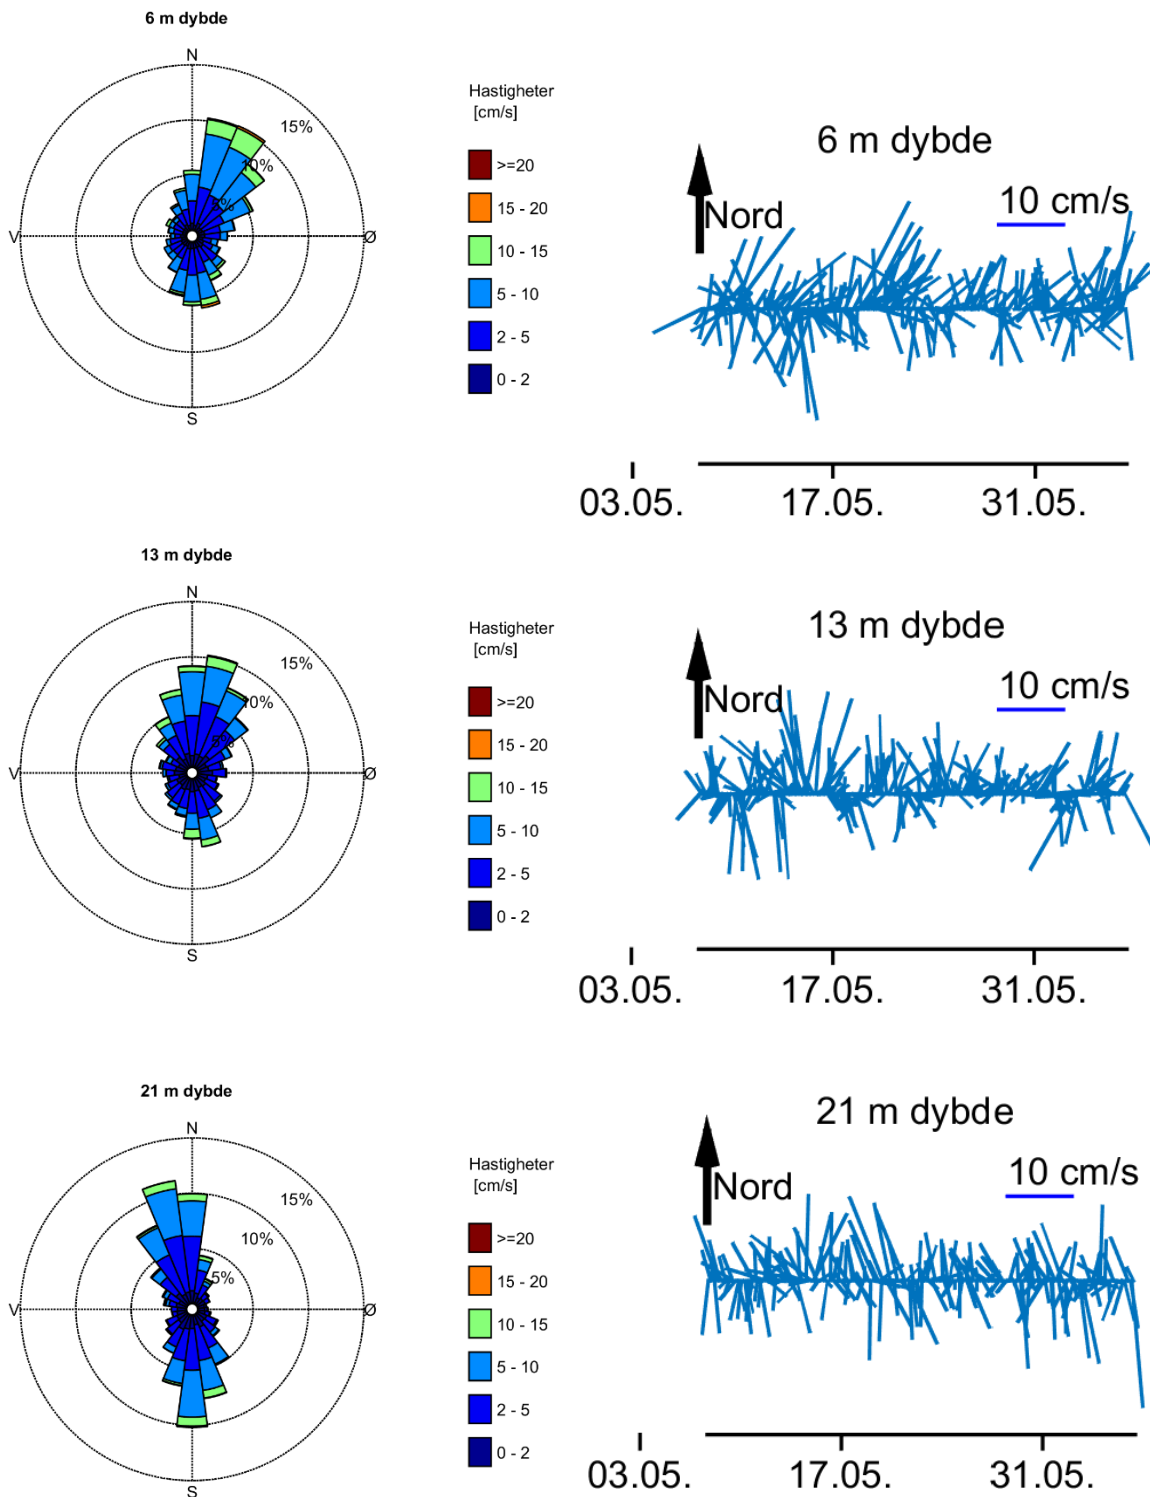 6 m dybde
N
15%
10%
5%
V
Ø
S
Hastigheter
[cm/s]
>=20
15 - 20
10 - 15
5 - 10
2 - 5
0 - 2
6 m dybde
Nord
10 cm/s
03.05.
17.05.
31.05.
13 m dybde
N
15%
10%
5%
V
Ø
S
Hastigheter
[cm/s]
>=20
15 - 20
10 - 15
5 - 10
2 - 5
0 - 2
13 m dybde
Nord
10 cm/s
03.05.
17.05.
31.05.
21 m dybde
N
15%
10%
5%
V
Ø
S
Hastigheter
[cm/s]
>=20
15 - 20
10 - 15
5 - 10
2 - 5
0 - 2
21 m dybde
Nord
10 cm/s
03.05.
17.05.
31.05.